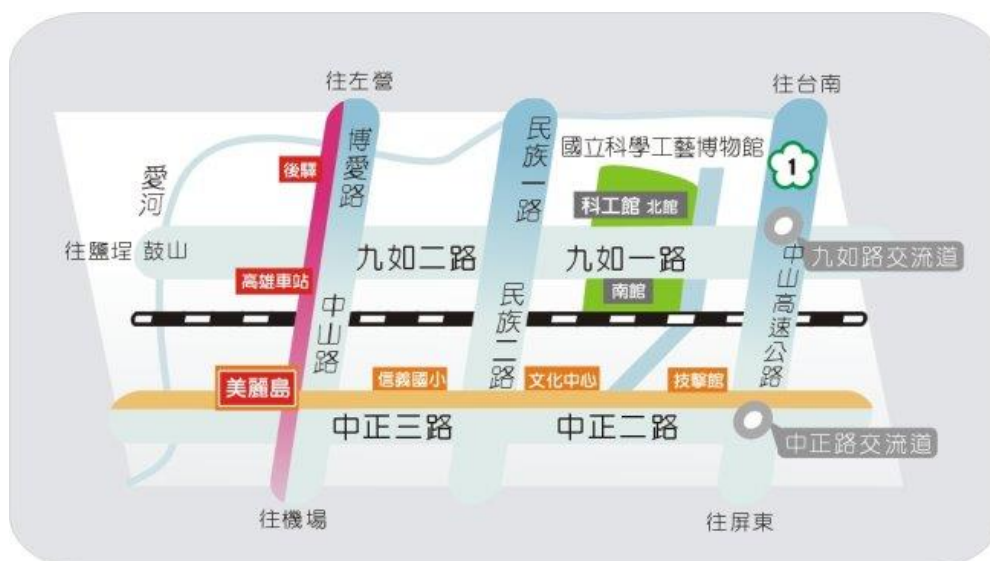 往左營
往台南
博愛路
民族一路
國立科學工藝博物館
1
後驛
愛河
科工館 北館
往鹽埕 鼓山
九如二路
九如一路
中山高速公路
九如路交流道
高雄車站
南館
中山路
民族二路
美麗島
信義國小
文化中心
技擊館
中正三路
中正二路
中正路交流道
往機場
往屏東